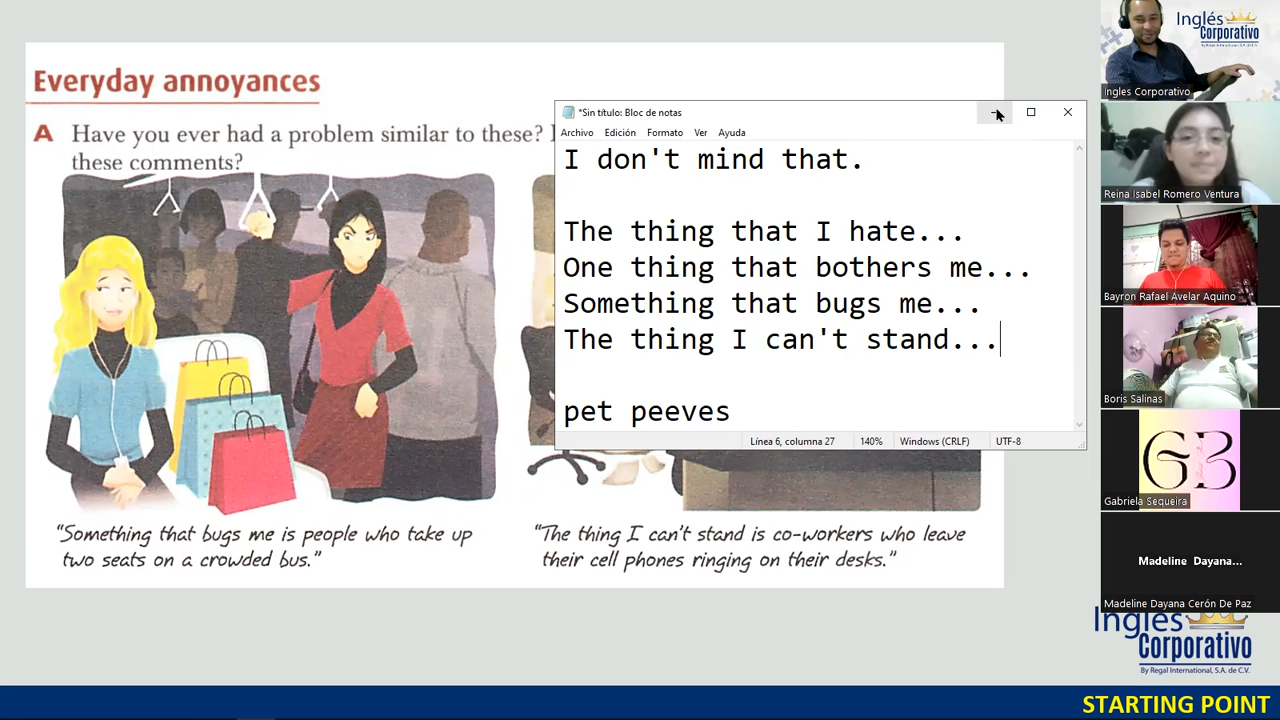 Everyday annoyances
A Have you ever had a problem similar to these?
these comments?
"Something that bugs me is people who take up
two seats on a crowded bus."
"The thing I can't stand is co-workers who leave
their cell phones ringing on their desks."
*Sin título: Bloc de notas
Archivo Edición Formato Ver Ayuda
I don't mind that.
The thing that I hate...
One thing that bothers me...
Something that bugs me...
The thing I can't stand...
pet peeves
Línea 6, columna 27 140% Windows (CRLF) UTF-8
Inglés
Corporativo
By Regal International, S.A. de C.V.
Ingles Corporativo
Reina Isabel Romero Ventura
Bayron Rafael Avelar Aquino
Boris Salinas
GB
Gabriela Sequeira
Madeline Dayana...
Madeline Dayana Cerón De Paz
Inglés
Corporativo
By Regal International, S.A. de C.V.
STARTING POINT